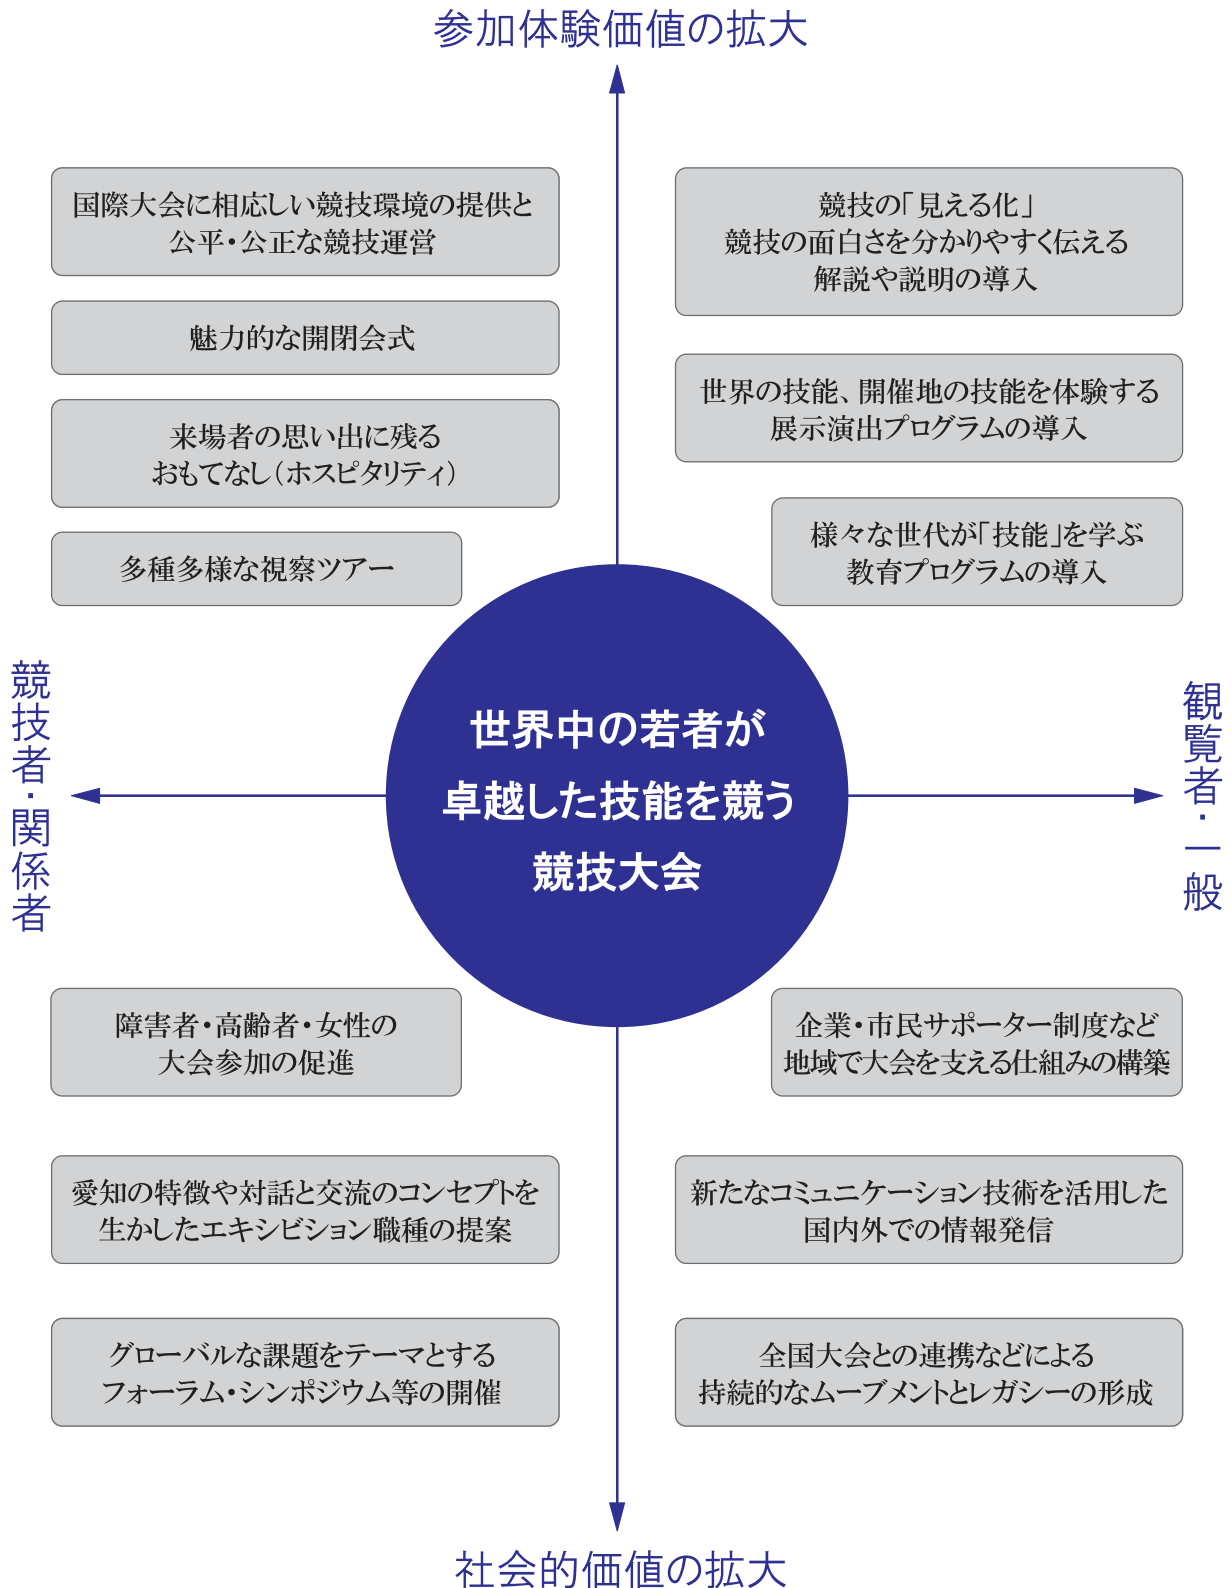 参加体験価値の拡大
国際大会に相応しい競技環境の提供と
公平・公正な競技運営
魅力的な開閉会式
来場者の思い出に残る
おもてなし（ホスピタリティ）
多種多様な視察ツアー
競技の「見える化」
競技の面白さを分かりやすく伝える
解説や説明の導入
世界の技能、開催地の技能を体験する
展示演出プログラムの導入
様々な世代が「技能」を学ぶ
教育プログラムの導入
競技者・関係者
世界中の若者が
卓越した技能を競う
競技大会
観覧者・一般
障害者・高齢者・女性の
大会参加の促進
愛知の特徴や対話と交流のコンセプトを
生かしたエキシビション職種の提案
グローバルな課題をテーマとする
フォーラム・シンポジウム等の開催
企業・市民サポーター制度など
地域で大会を支える仕組みの構築
新たなコミュニケーション技術を活用した
国内外での情報発信
全国大会との連携などによる
持続的なムーブメントとレガシーの形成
社会的価値の拡大